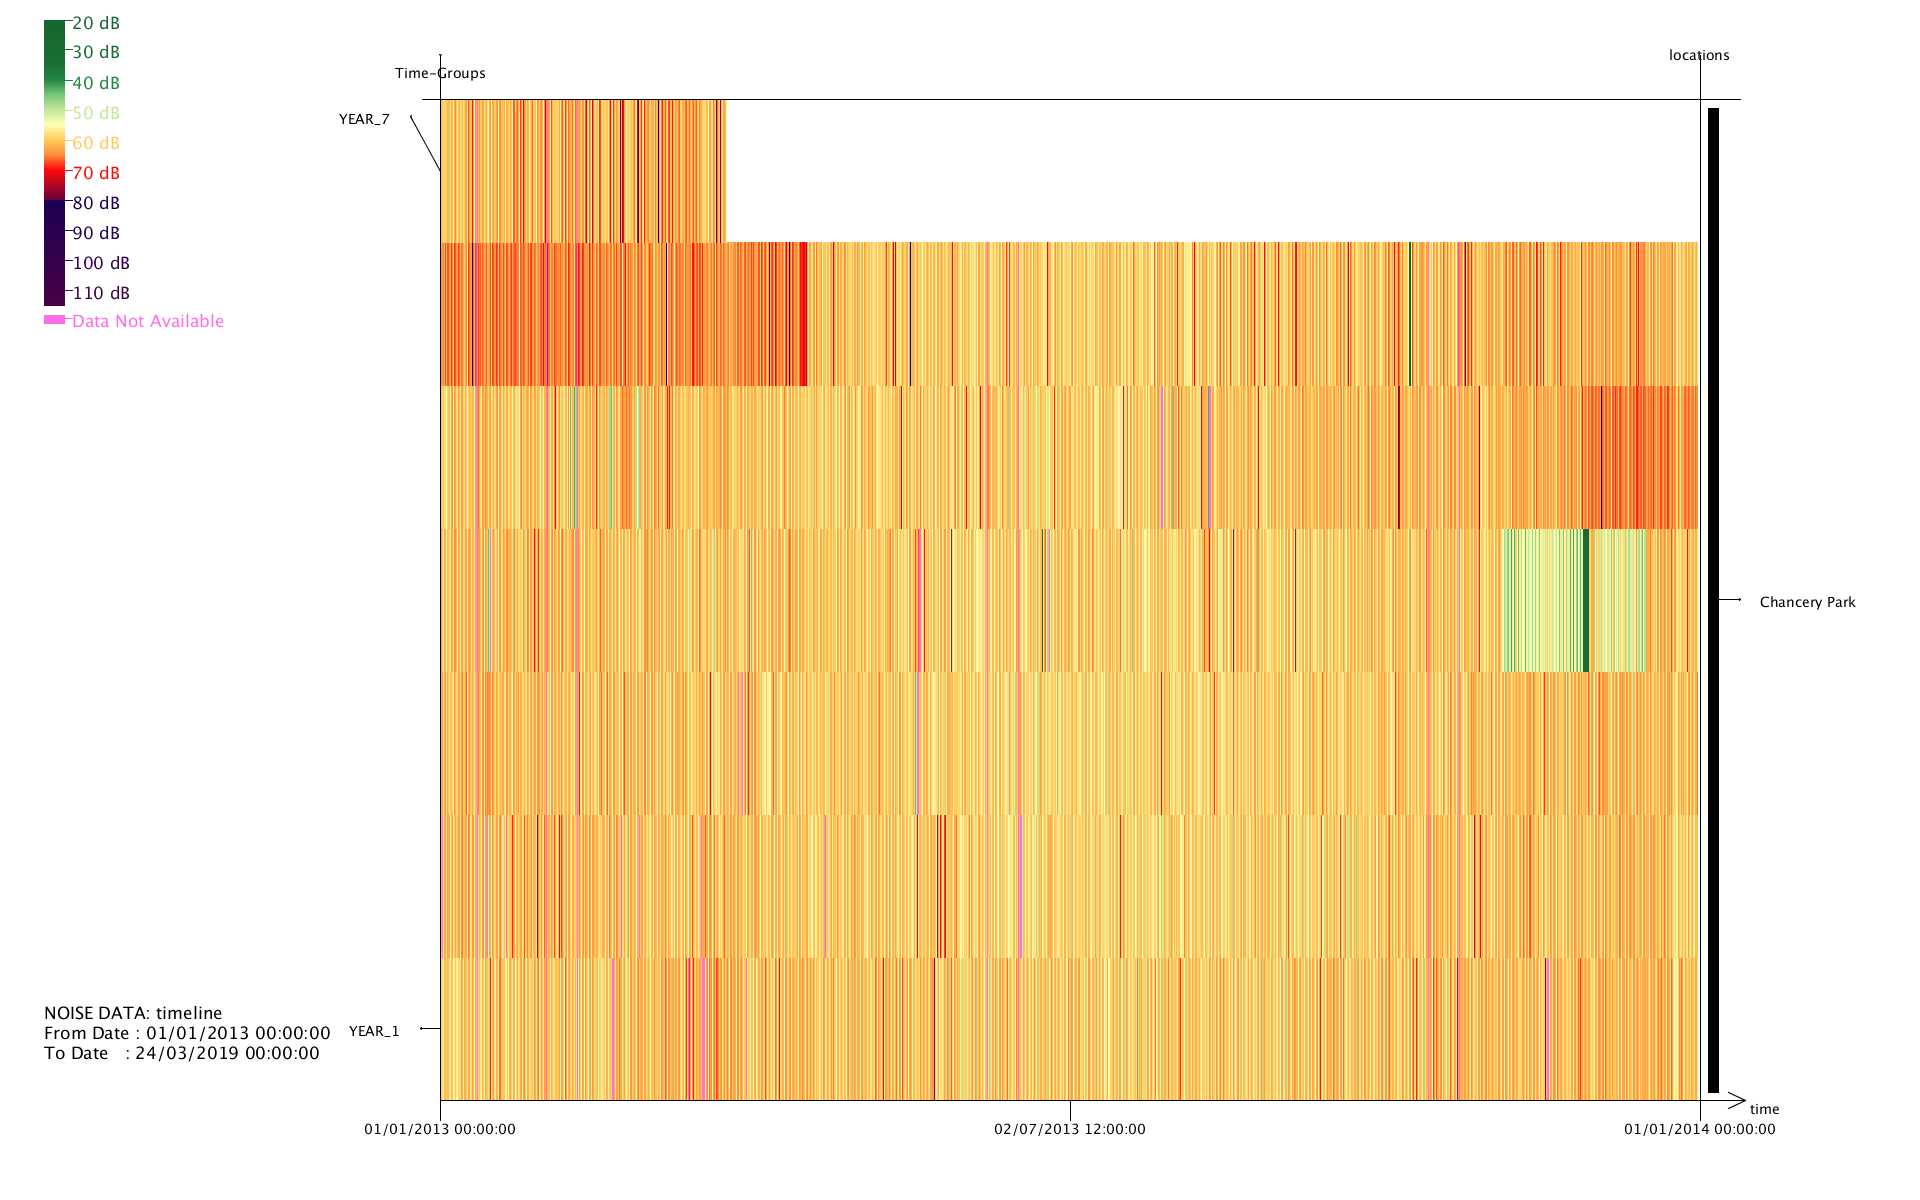 20 dB
30 dB
40 dB
50 dB
60 dB
70 dB
80 dB
90 dB
100 dB
110 dB
Data Not Available
Time-Groups
locations
YEAR_7
Chancery Park
YEAR_1
NOISE DATA: timeline
From Date : 01/01/2013 00:00:00
To Date : 24/03/2019 00:00:00
time
01/01/2013 00:00:00
02/07/2013 12:00:00
01/01/2014 00:00:00